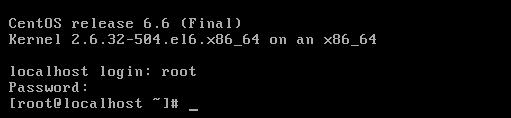 CentOS release 6.6 (Final)
Kernel 2.6.32-504.el6.x86_64 on an x86_64
localhost login: root
Password:
[root@localhost ~]# _